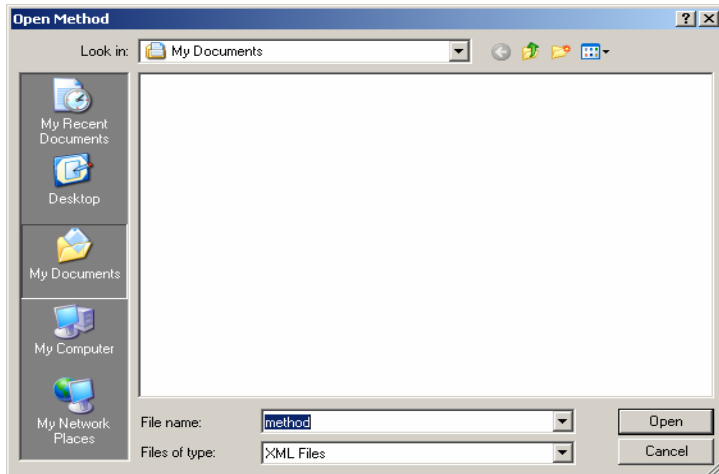 Open Method
Look in: My Documents
My Recent
Documents
Desktop
My Documents
My Computer
My Network
Places
File name: method Open
Files of type: XML Files Cancel